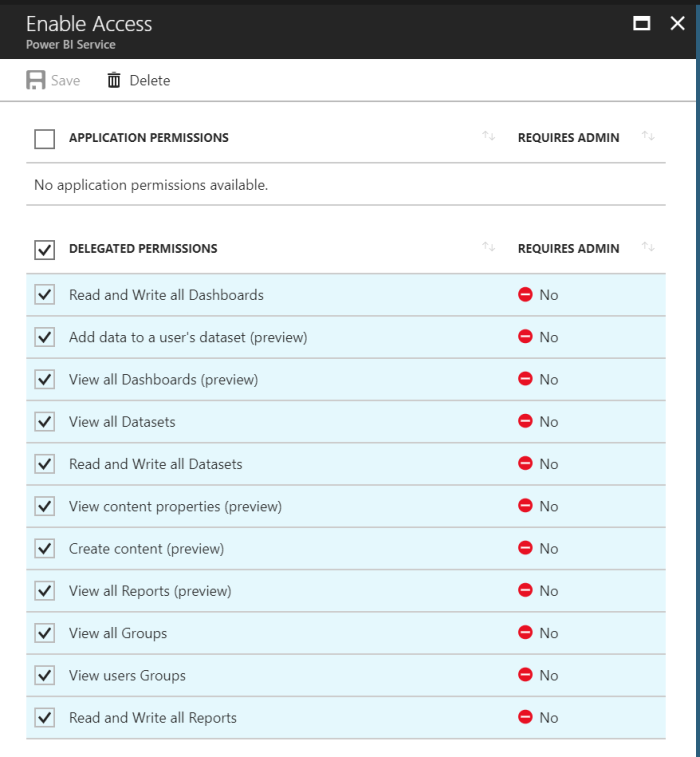 Enable Access
Power BI Service
Save Delete
APPLICATION PERMISSIONS REQUIRES ADMIN
No application permissions available.
DELEGATED PERMISSIONS REQUIRES ADMIN
Read and Write all Dashboards No
Add data to a user's dataset (preview) No
View all Dashboards (preview) No
View all Datasets No
Read and Write all Datasets No
View content properties (preview) No
Create content (preview) No
View all Reports (preview) No
View all Groups No
View users Groups No
Read and Write all Reports No